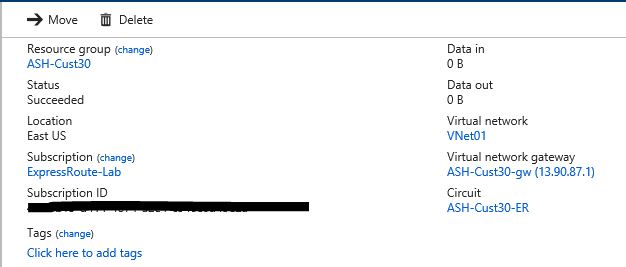 Move Delete
Resource group (change)
ASH-Cust30
Status
Succeeded
Location
East US
Subscription (change)
ExpressRoute-Lab
Subscription ID
Tags (change)
Click here to add tags
Data in
0 B
Data out
0 B
Virtual network
VNet01
Virtual network gateway
ASH-Cust30-gw (13.90.87.1)
Circuit
ASH-Cust30-ER